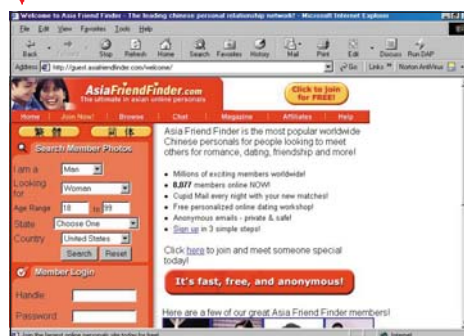 Welcome to Asia Friend Finder - The leading chinese personal relationship network! - Microsoft Internet Explorer
File Edit View Favorites Tools Help
Back Stop Refresh Home Search Favorites History Mail Print Edit Discuss Run DAP
Address http://guest.asiafriendfinder.com/welcome/ Go Links » Norton AntiVirus
AsiaFriendFinder.com
The ultimate in asian online personals
Click to join
for FREE!
Home Join Now! Browse Chat Magazine Affiliates Help
繁體 简体
Search Member Photos
I am a Man
Looking for Woman
Age Range 18 to 99
State Choose One
Country United States
Search Reset
Member Login
Handle
Password
Asia Friend Finder is the most popular worldwide
Chinese personals for people looking to meet
others for romance, dating, friendship and more!
Millions of exciting members worldwide!
8,877 members online NOW!
Cupid Mail every night with your new matches!
Free personalized online dating workshop!
Anonymous emails - private & safe!
Sign up in 3 simple steps!
Click here to join and meet someone special
today!
It's fast, free, and anonymous!
Here are a few of our great Asia Friend Finder members!
Internet